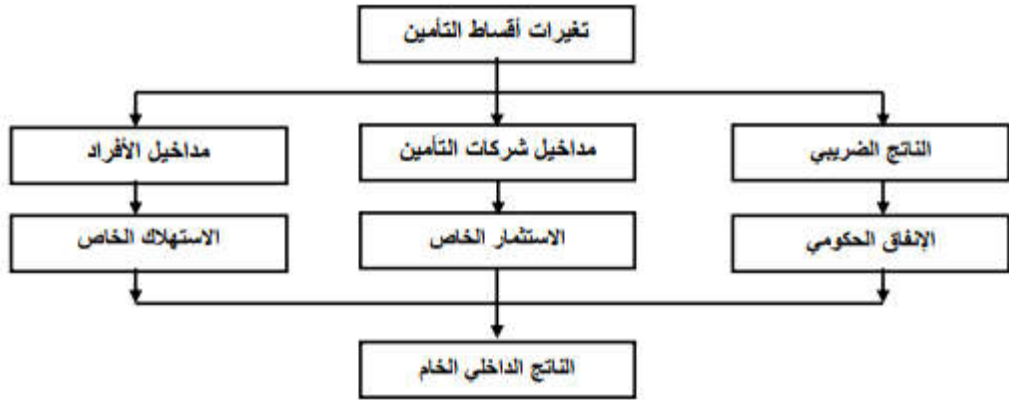 تغيرات أقساط التأمين
الناتج الضريبي
مداخيل شركات التأمين
مداخيل الأفراد
الإنفاق الحكومي
الاستثمار الخاص
الاستهلاك الخاص
الناتج الداخلي الخام